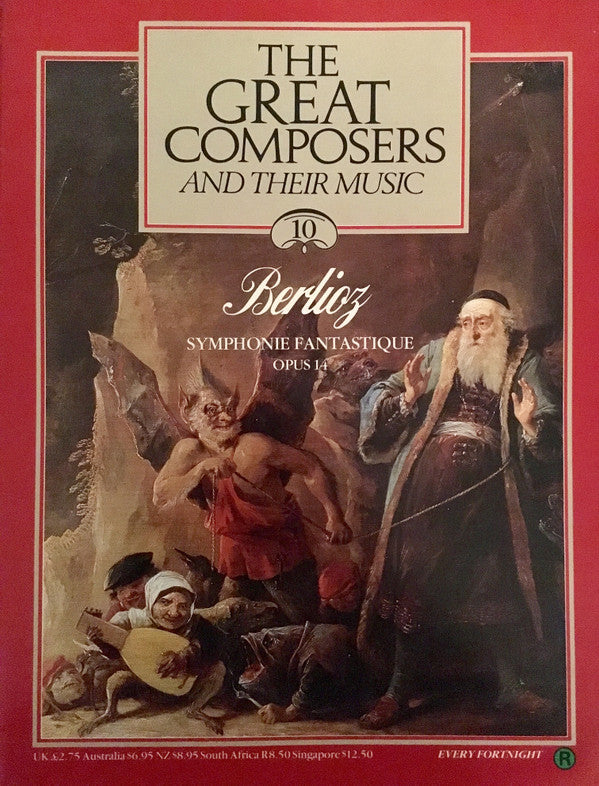 THE
GREAT
COMPOSERS
AND THEIR MUSIC
10
Berlioz
SYMPHONIE FANTASTIQUE
OPUS 14
UK £2.75 Australia $6.95 NZ $8.95 South Africa R8.50 Singapore $12.50
EVERY FORTNIGHT
R